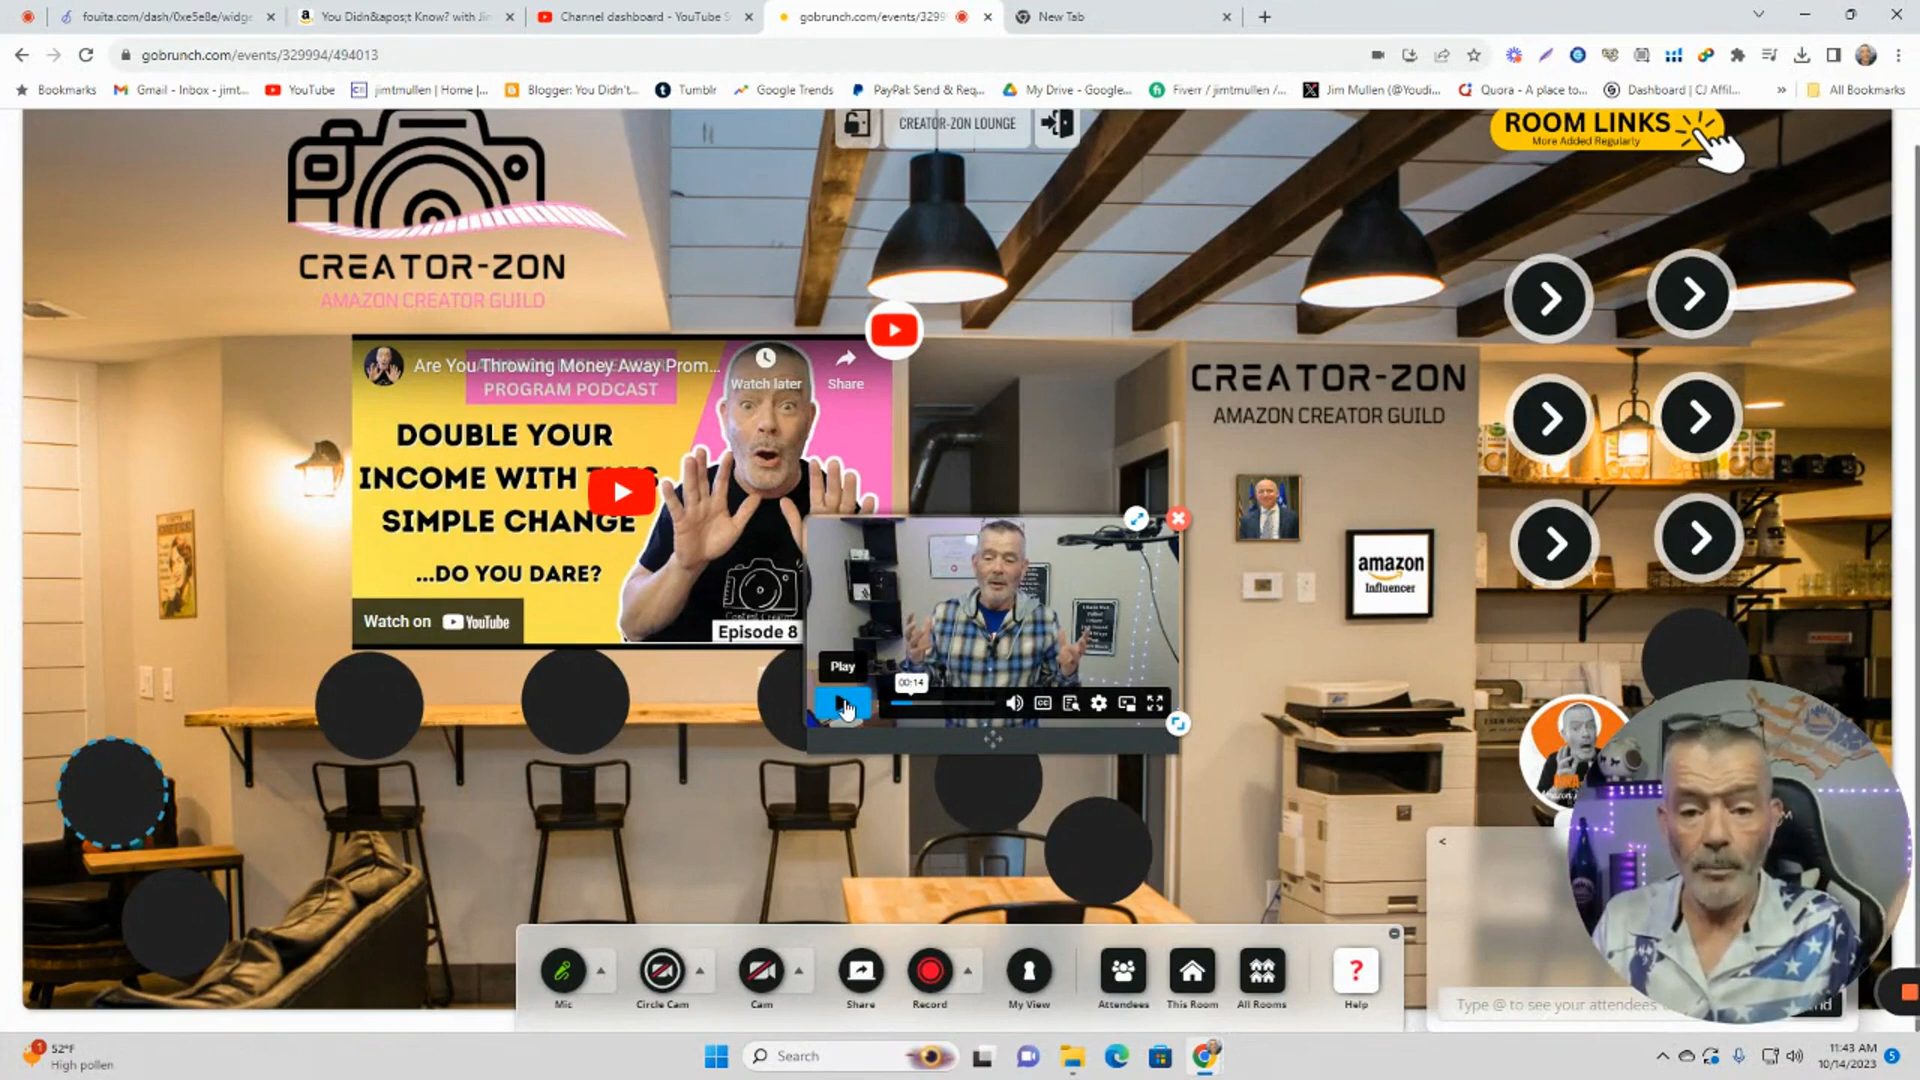 fouita.com/dash/0xe5e8e/widge
You Didn&apos;t Know? with Jin
Channel dashboard - YouTube S
gobrunch.com/events/3299
New Tab
gobrunch.com/events/329994/494013
Bookmarks
Gmail - Inbox - jimt...
YouTube
jimtmullen | Home |...
Blogger: You Didn't...
Tumblr
Google Trends
PayPal: Send & Req...
My Drive - Google...
Fiverr / jimtmullen /...
Jim Mullen (@Youdi...
Quora - A place to...
Dashboard | CJ Affil...
»
All Bookmarks
CREATOR-ZON LOUNGE
ROOM LINKS
More Added Regularly
CREATOR-ZON
AMAZON CREATOR GUILD
Are You Throwing Money Away Prom...
PROGRAM PODCAST
Watch later
Share
DOUBLE YOUR
INCOME WITH
SIMPLE CHANGE
...DO YOU DARE?
Watch on YouTube
Episode 8
CREATOR-ZON
AMAZON CREATOR GUILD
amazon
Influencer
Play
00:14
CC
<
Type @ to see your attendees
Mic
Circle Cam
Cam
Share
Record
My View
Attendees
This Room
All Rooms
?
Help
1
52°F
High pollen
Search
11:43 AM
10/14/2023
5